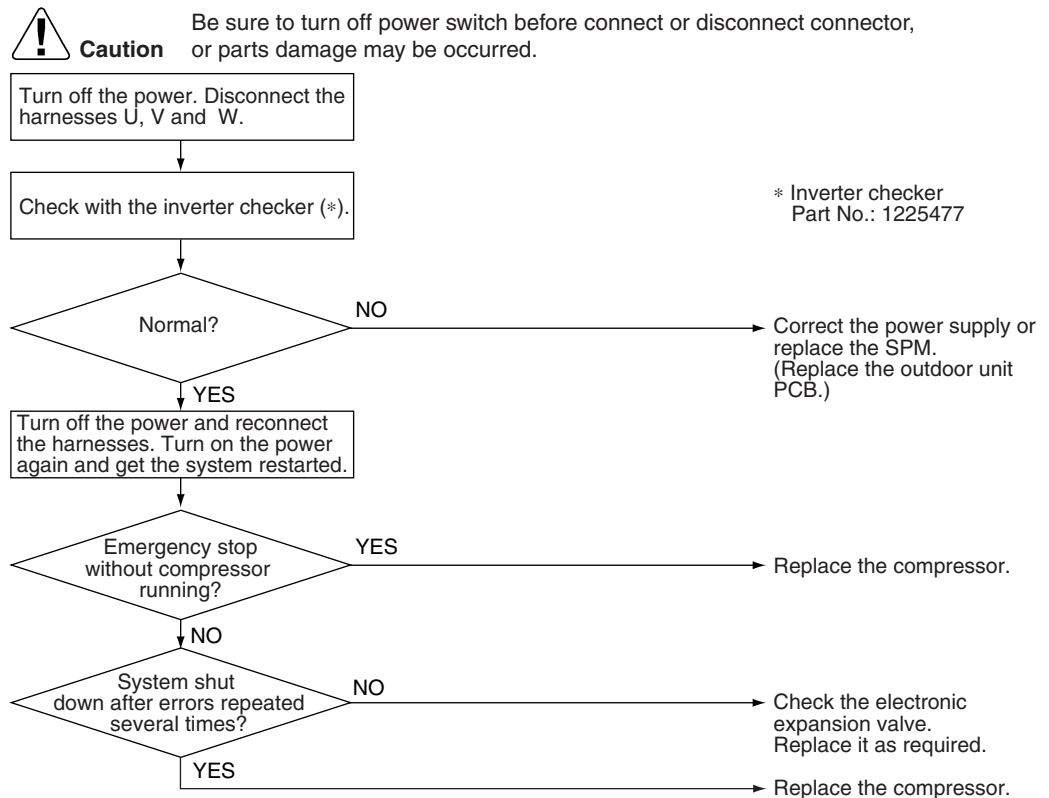 Be sure to turn off power switch before connect or disconnect connector,
Caution or parts damage may be occurred.
Turn off the power. Disconnect the
harnesses U, V and W.
Check with the inverter checker (*).
* Inverter checker
Part No.: 1225477
Normal?
NO
Correct the power supply or
replace the SPM.
(Replace the outdoor unit
PCB.)
YES
Turn off the power and reconnect
the harnesses. Turn on the power
again and get the system restarted.
Emergency stop
without compressor
running?
YES
Replace the compressor.
NO
System shut
down after errors repeated
several times?
NO
Check the electronic
expansion valve.
Replace it as required.
YES
Replace the compressor.